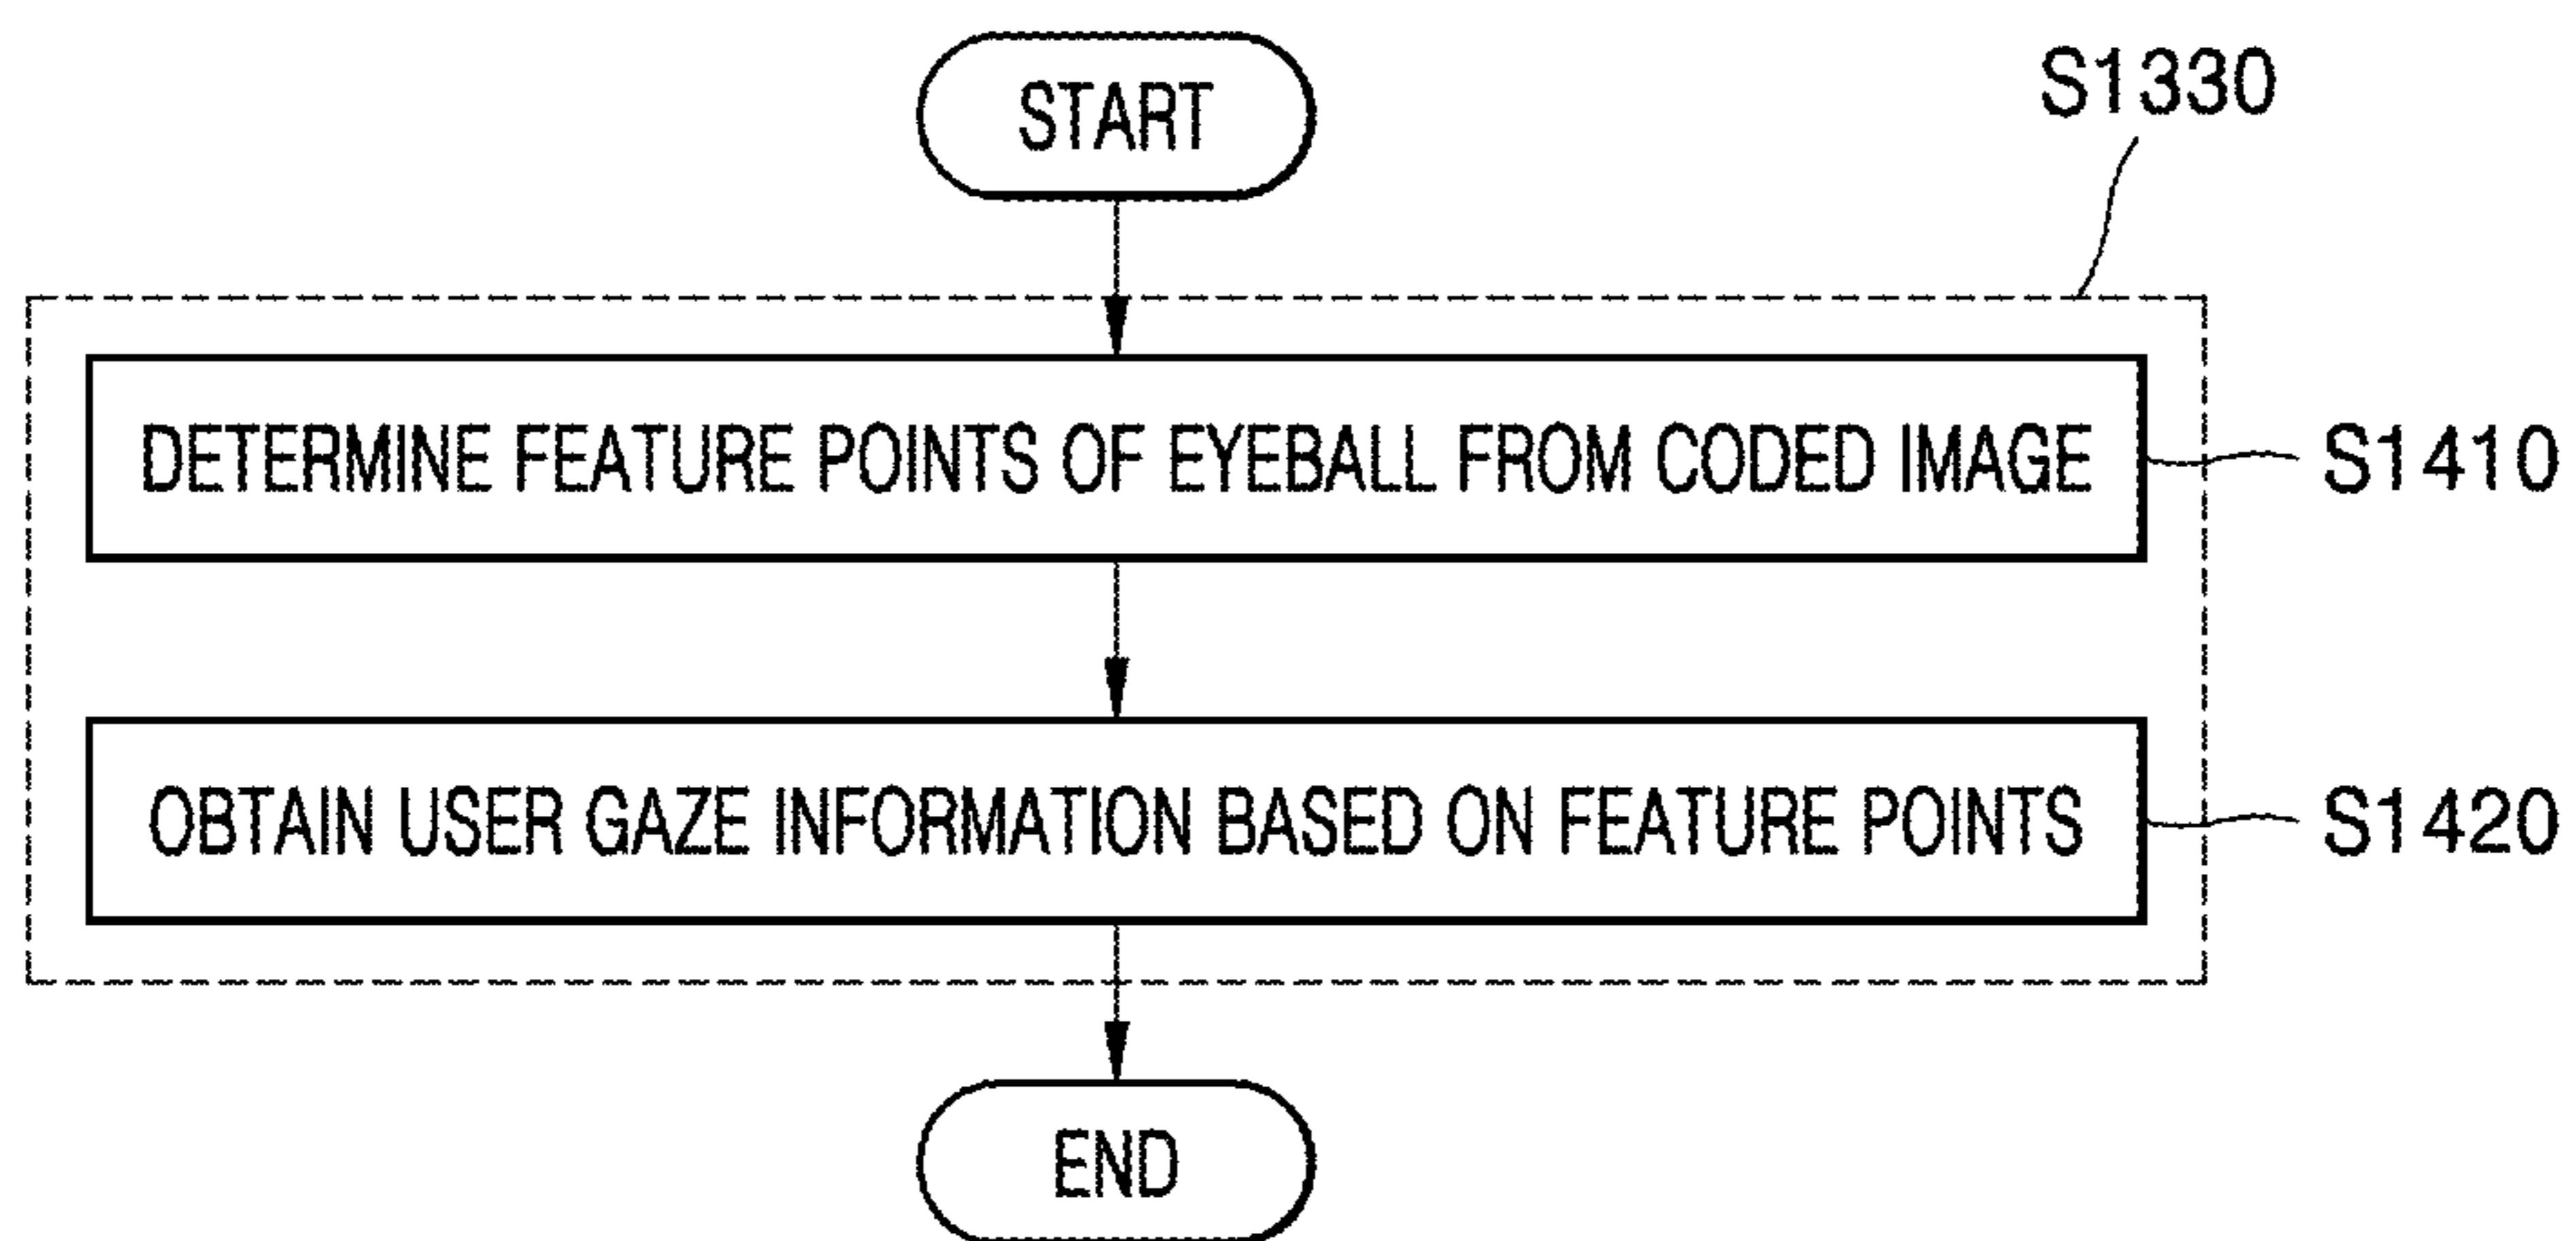 START
S1330
DETERMINE FEATURE POINTS OF EYEBALL FROM CODED IMAGE
S1410
OBTAIN USER GAZE INFORMATION BASED ON FEATURE POINTS
S1420
END